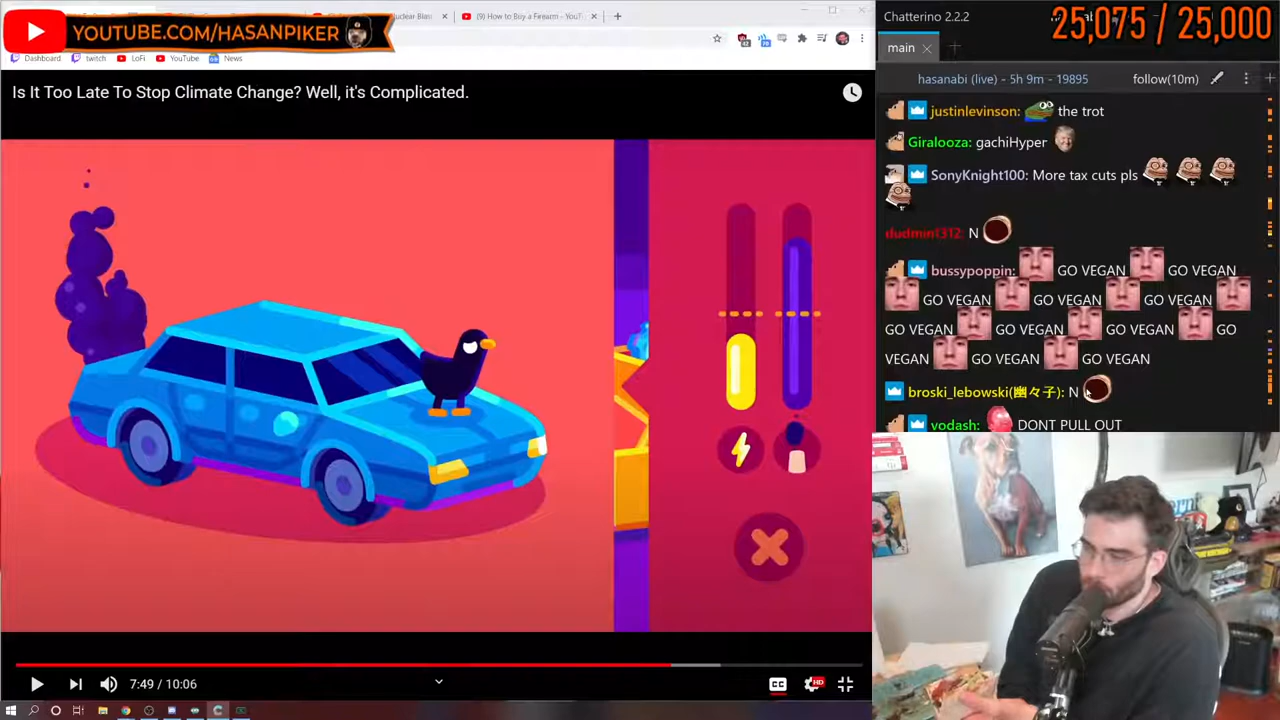 YOUTUBE.COM/HASANPIKER
(9) How to Buy a Firearm - YouT
Chatterino 2.2.2
25,075 / 25,000
main
Dashboard twitch LoFi YouTube News
hasanabi (live) - 5h 9m - 19895 follow(10m)
Is It Too Late To Stop Climate Change? Well, it's Complicated.
justinlevinson: the trot
Giralooza: gachiHyper
SonyKnight100: More tax cuts pls
dudmin1312: N
bussypoppin: GO VEGAN GO VEGAN
GO VEGAN GO VEGAN GO VEGAN
GO VEGAN GO VEGAN GO VEGAN GO
VEGAN GO VEGAN GO VEGAN
broski_lebowski(幽々子): N
vodash: DONT PULL OUT
7:49 / 10:06
CC
HD